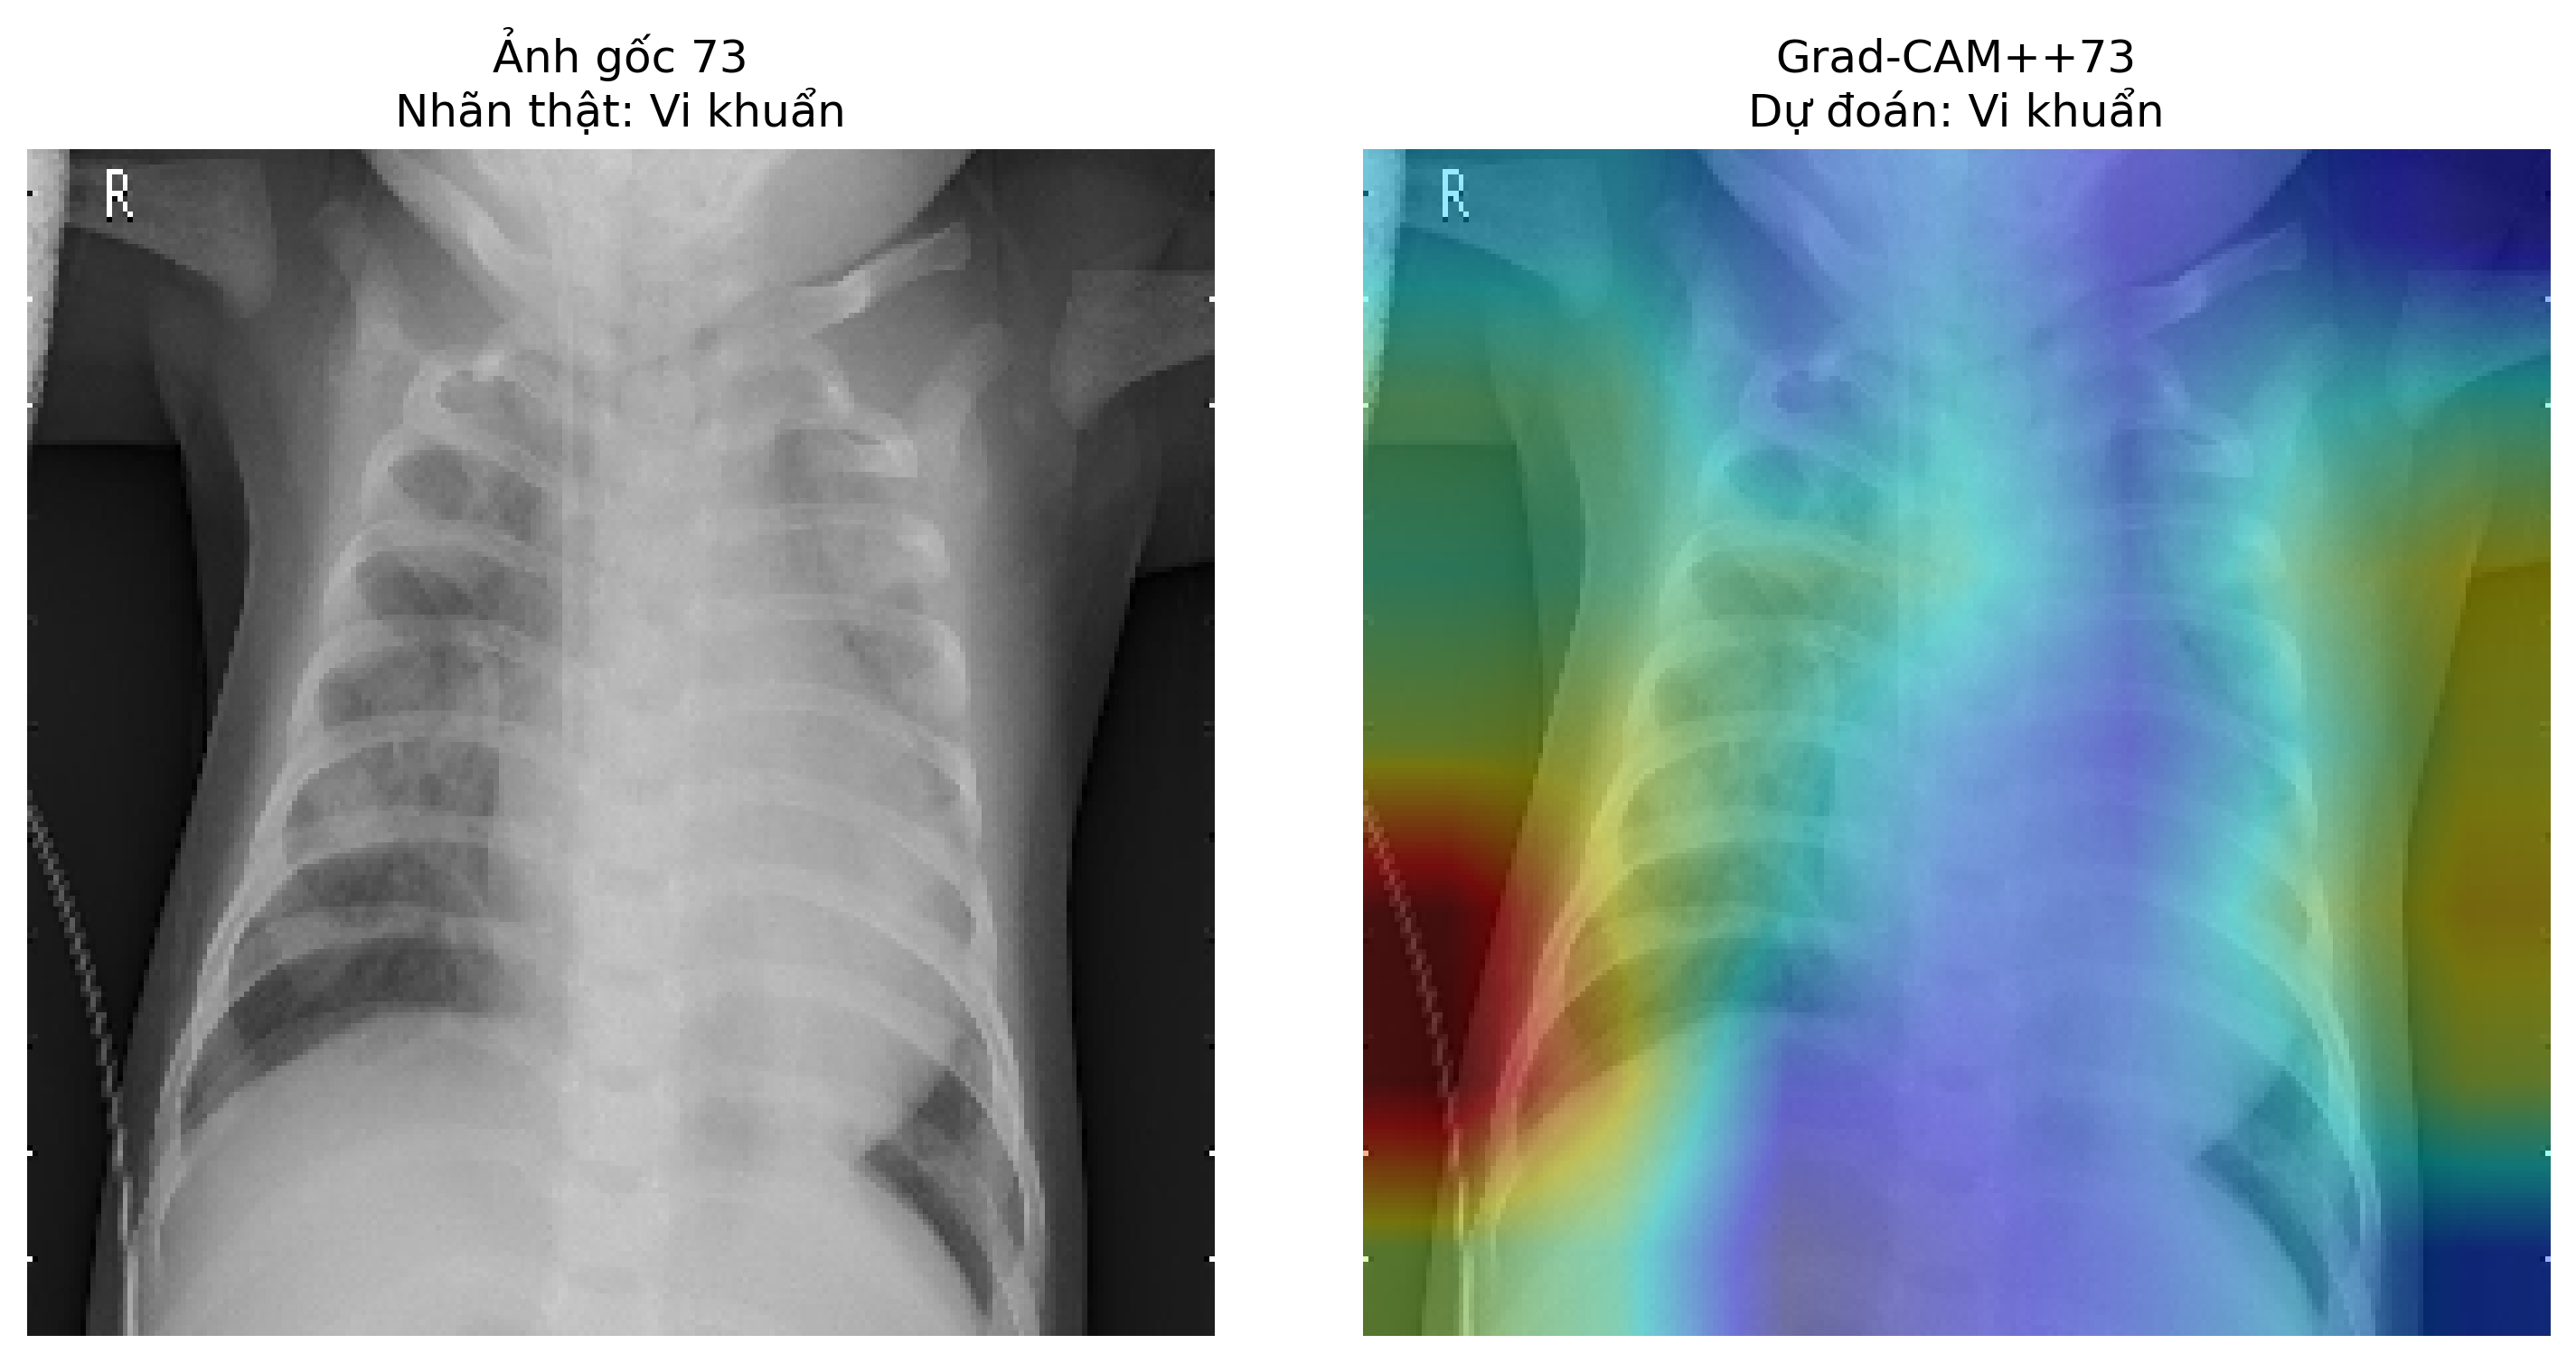 Ảnh gốc 73
Nhãn thật: Vi khuẩn
R
Grad-CAM++73
Dự đoán: Vi khuẩn
R